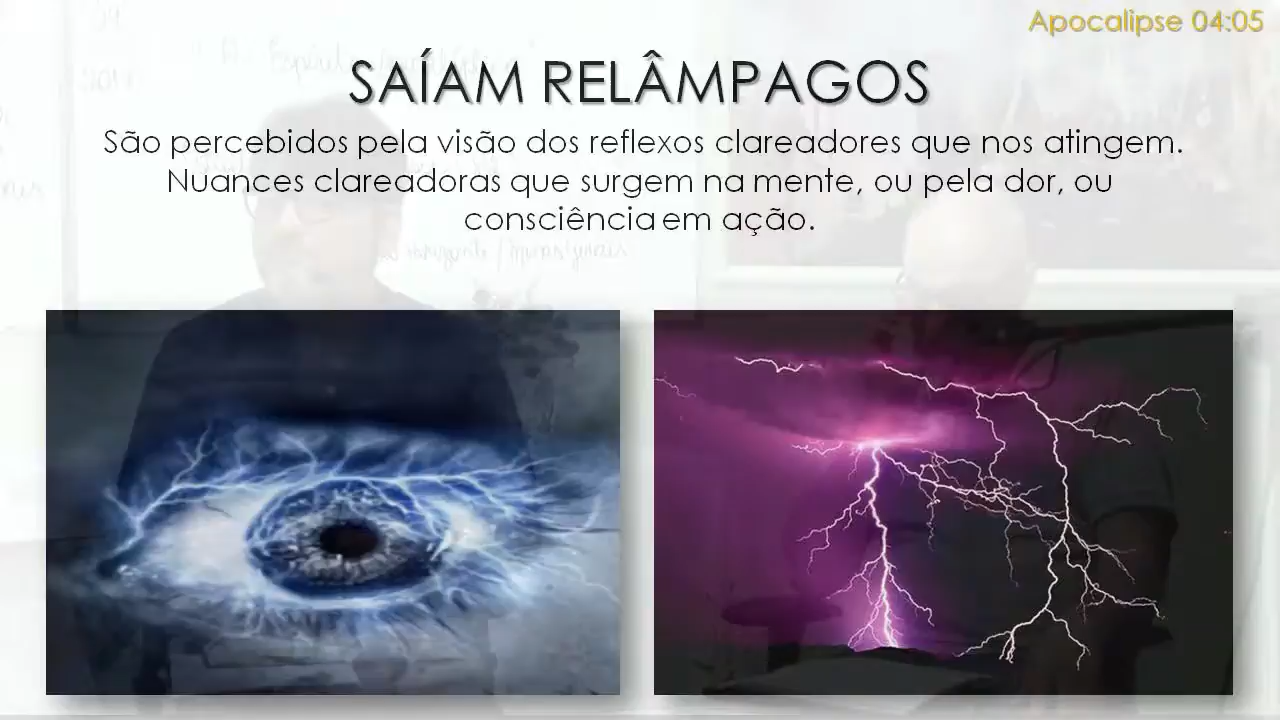 Apocalipse 04:05
SAÍAM RELÂMPAGOS
São percebidos pela visão dos reflexos clareadores que nos atingem.
Nuances clareadoras que surgem na mente, ou pela dor, ou
consciência em ação.